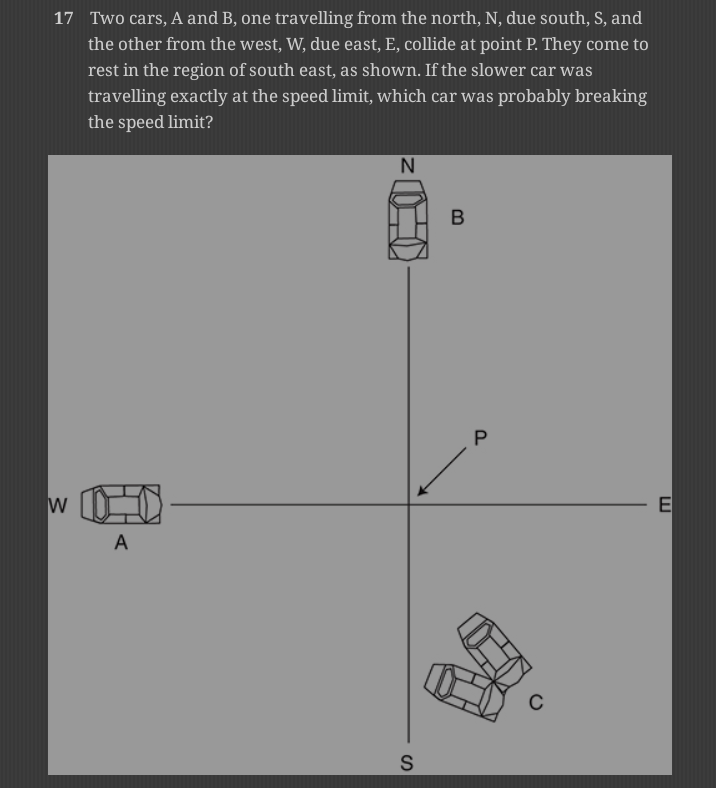 17 Two cars, A and B, one travelling from the north, N, due south, S, and
the other from the west, W, due east, E, collide at point P. They come to
rest in the region of south east, as shown. If the slower car was
travelling exactly at the speed limit, which car was probably breaking
the speed limit?
N
B
P
W
E
A
C
S